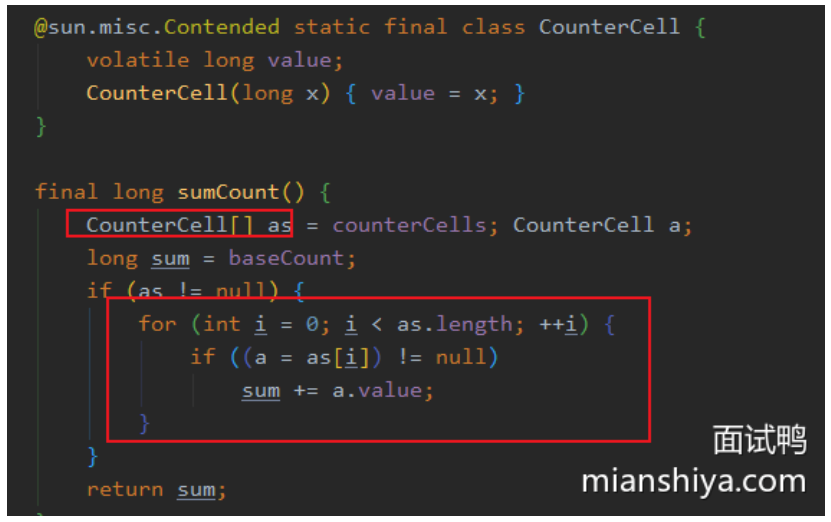 @sun.misc.Contended static final class CounterCell {
    volatile long value;
    CounterCell(long x) { value = x; }
}

final long sumCount() {
    CounterCell[] as = counterCells; CounterCell a;
    long sum = baseCount;
    if (as != null) {
        for (int i = 0; i < as.length; ++i) {
            if ((a = as[i]) != null)
                sum += a.value;
        }
    }
    return sum;
}
面试鸭
mianshiya.com